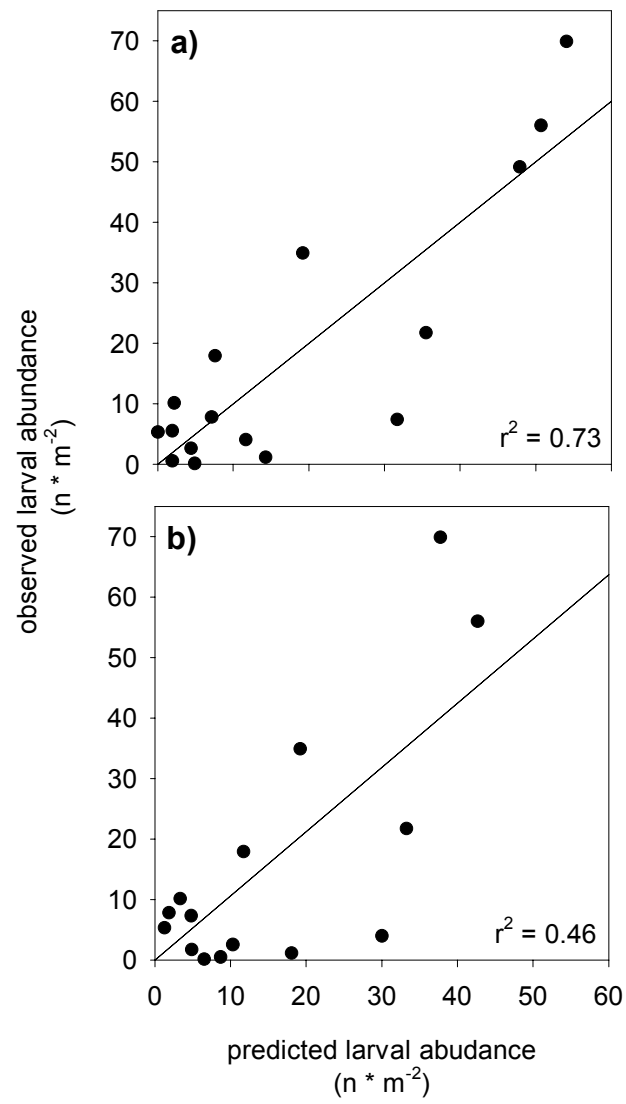 a)
70
60
50
40
30
20
10
0
r² = 0.73
observed larval abundance
(n * m⁻²)
b)
70
60
50
40
30
20
10
0
r² = 0.46
0 10 20 30 40 50 60
predicted larval abudance
(n * m⁻²)